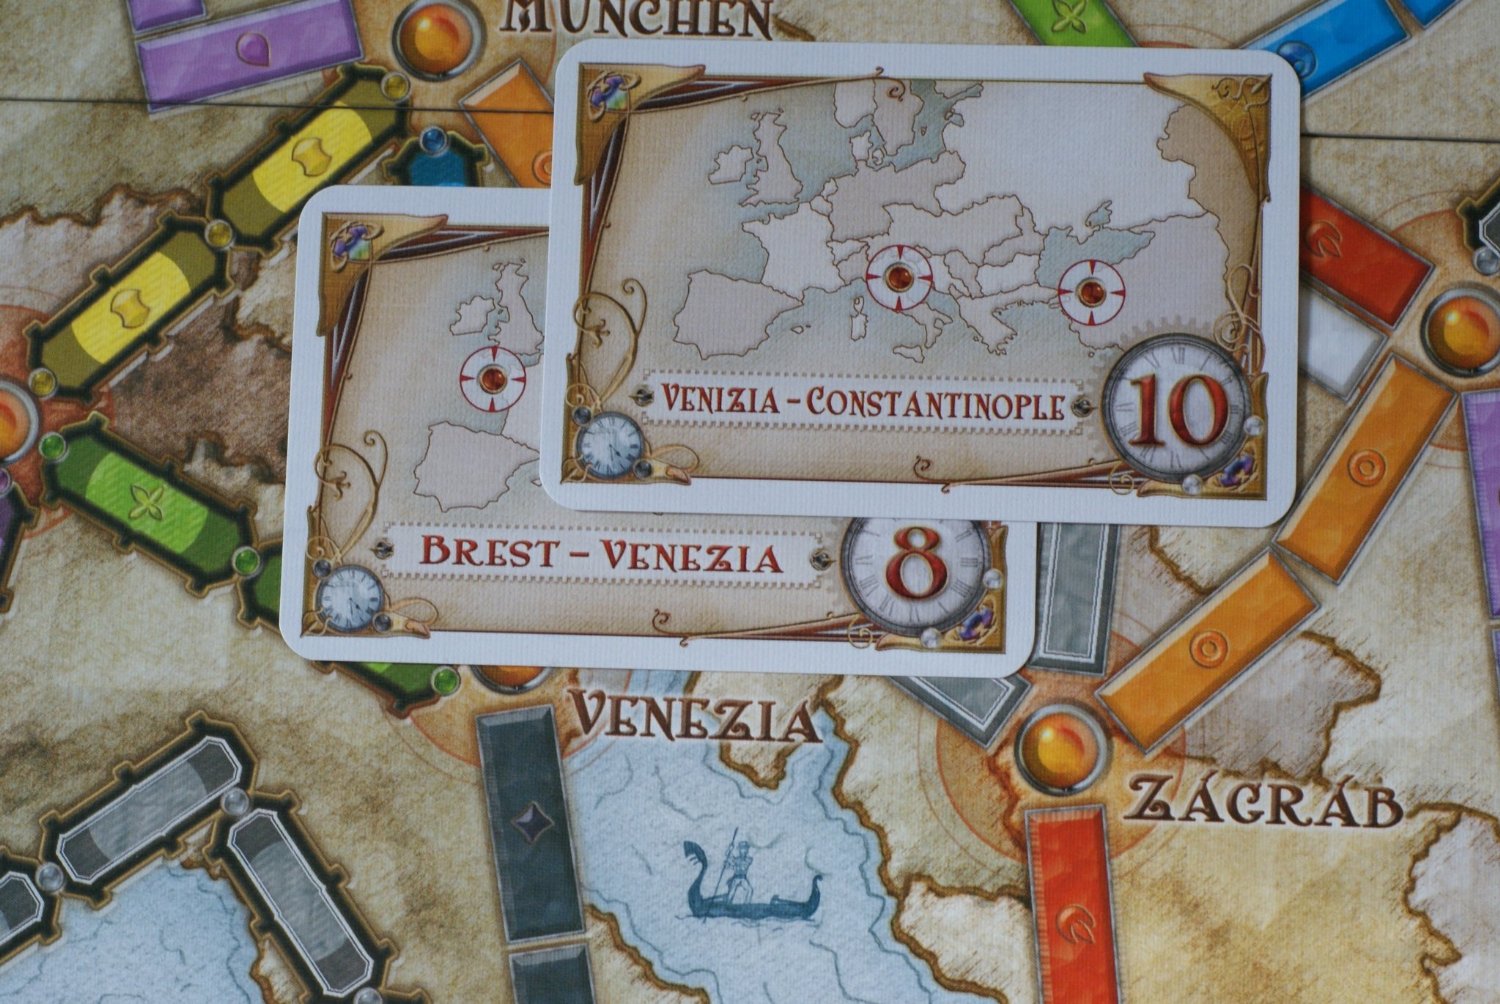 MÜNCHEN
VENIZIA – CONSTANTINOPLE
10
BREST – VENEZIA
8
VENEZIA
ZÁGRÁB